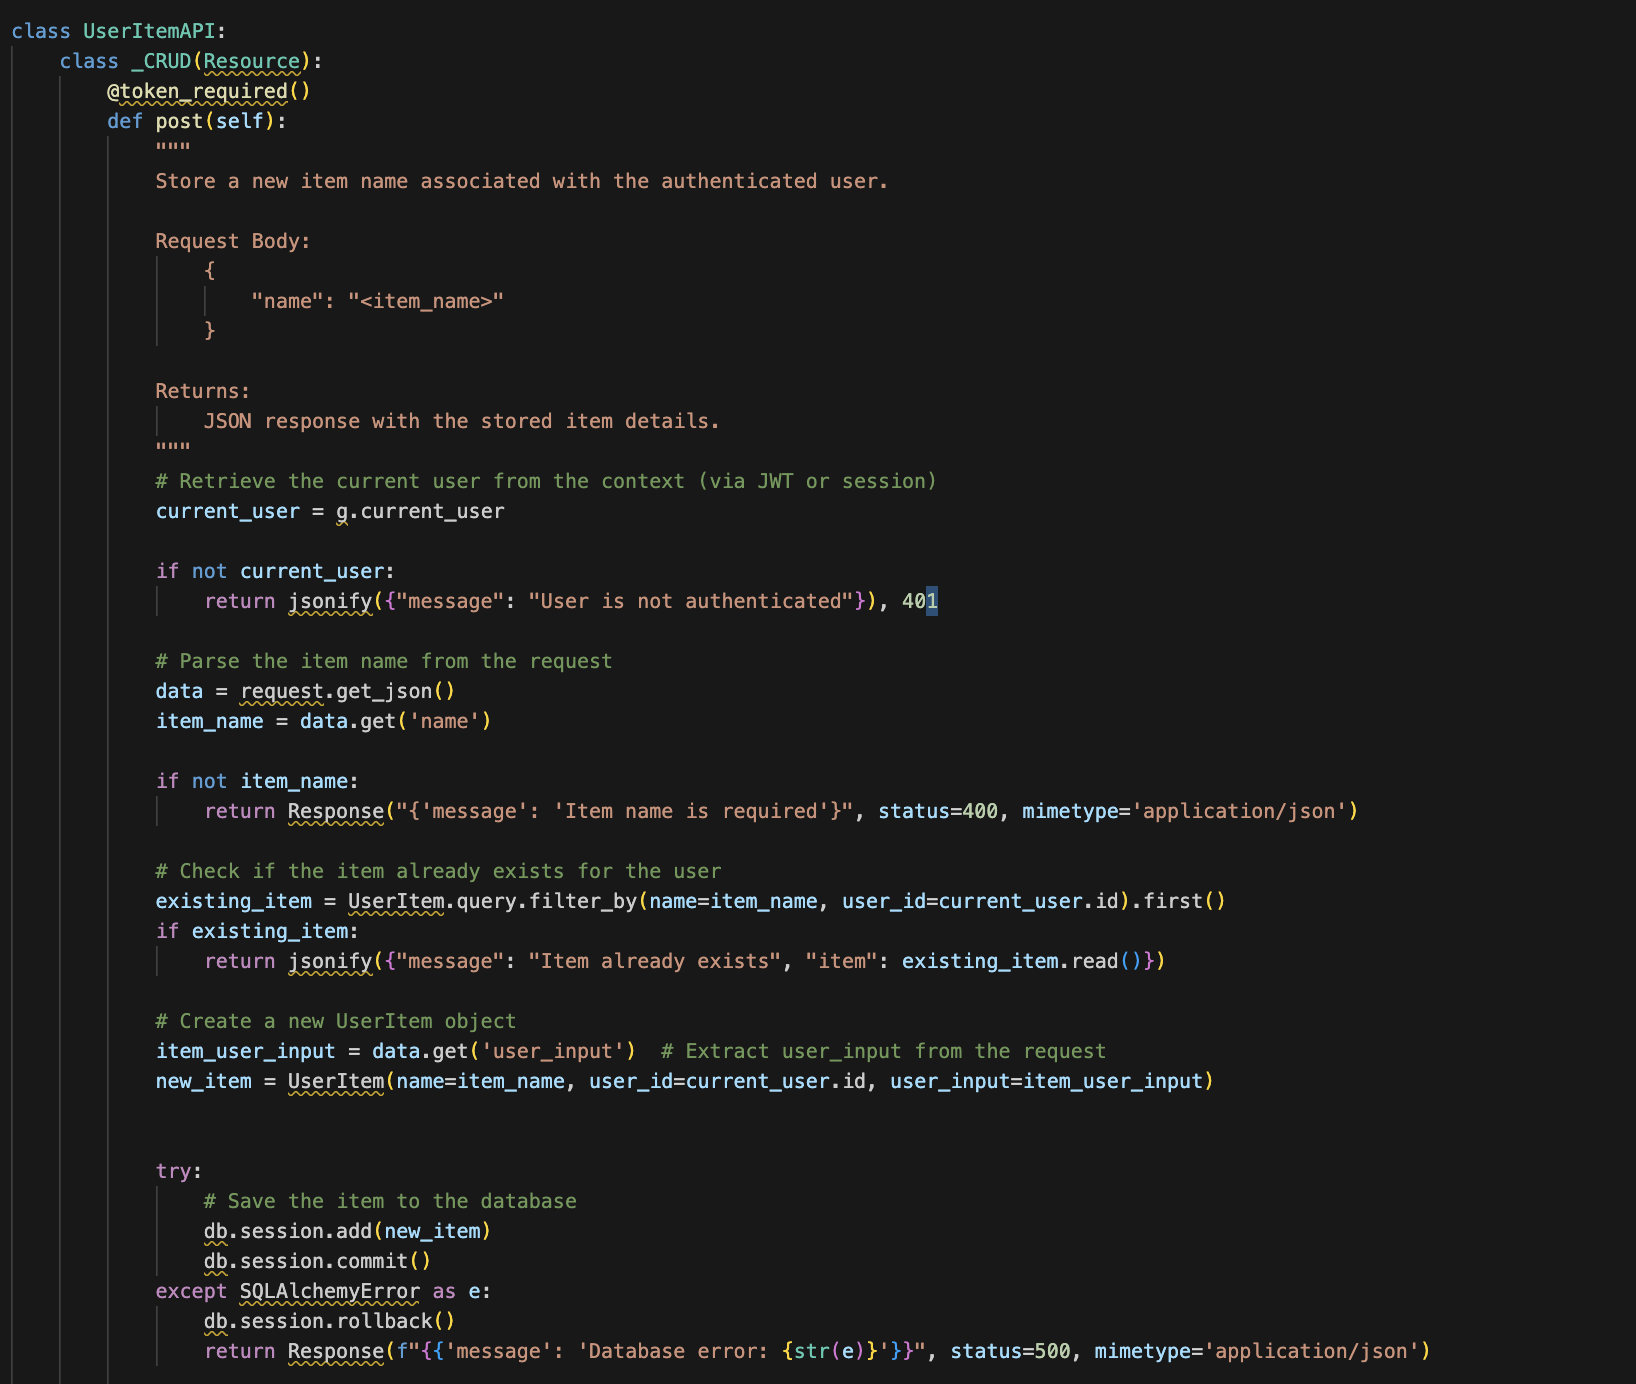 class UserItemAPI:
    class _CRUD(Resource):
        @token_required()
        def post(self):
            """
            Store a new item name associated with the authenticated user.

            Request Body:
                {
                    "name": "<item_name>"
                }

            Returns:
                JSON response with the stored item details.
            """
            # Retrieve the current user from the context (via JWT or session)
            current_user = g.current_user

            if not current_user:
                return jsonify({"message": "User is not authenticated"}), 401

            # Parse the item name from the request
            data = request.get_json()
            item_name = data.get('name')

            if not item_name:
                return Response("{'message': 'Item name is required'}", status=400, mimetype='application/json')

            # Check if the item already exists for the user
            existing_item = UserItem.query.filter_by(name=item_name, user_id=current_user.id).first()
            if existing_item:
                return jsonify({"message": "Item already exists", "item": existing_item.read()})

            # Create a new UserItem object
            item_user_input = data.get('user_input')  # Extract user_input from the request
            new_item = UserItem(name=item_name, user_id=current_user.id, user_input=item_user_input)


            try:
                # Save the item to the database
                db.session.add(new_item)
                db.session.commit()
            except SQLAlchemyError as e:
                db.session.rollback()
                return Response(f"{{'message': 'Database error: {str(e)}'}}", status=500, mimetype='application/json')